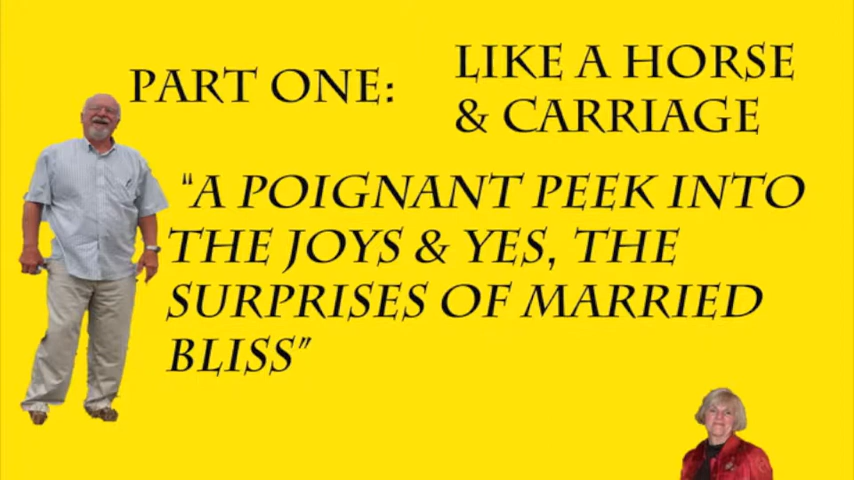 PART ONE:
LIKE A HORSE
& CARRIAGE
"A POIGNANT PEEK INTO
THE JOYS & YES, THE
SURPRISES OF MARRIED
BLISS"